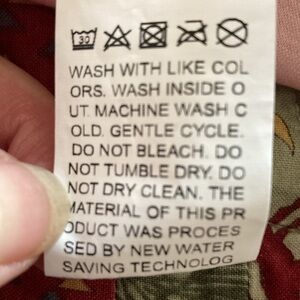 30
WASH WITH LIKE COL
ORS. WASH INSIDE O
UT. MACHINE WASH C
OLD. GENTLE CYCLE.
DO NOT BLEACH. DO
NOT TUMBLE DRY. DO
NOT DRY CLEAN. THE
MATERIAL OF THIS PR
ODUCT WAS PROCES
SED BY NEW WATER
SAVING TECHNOLOG